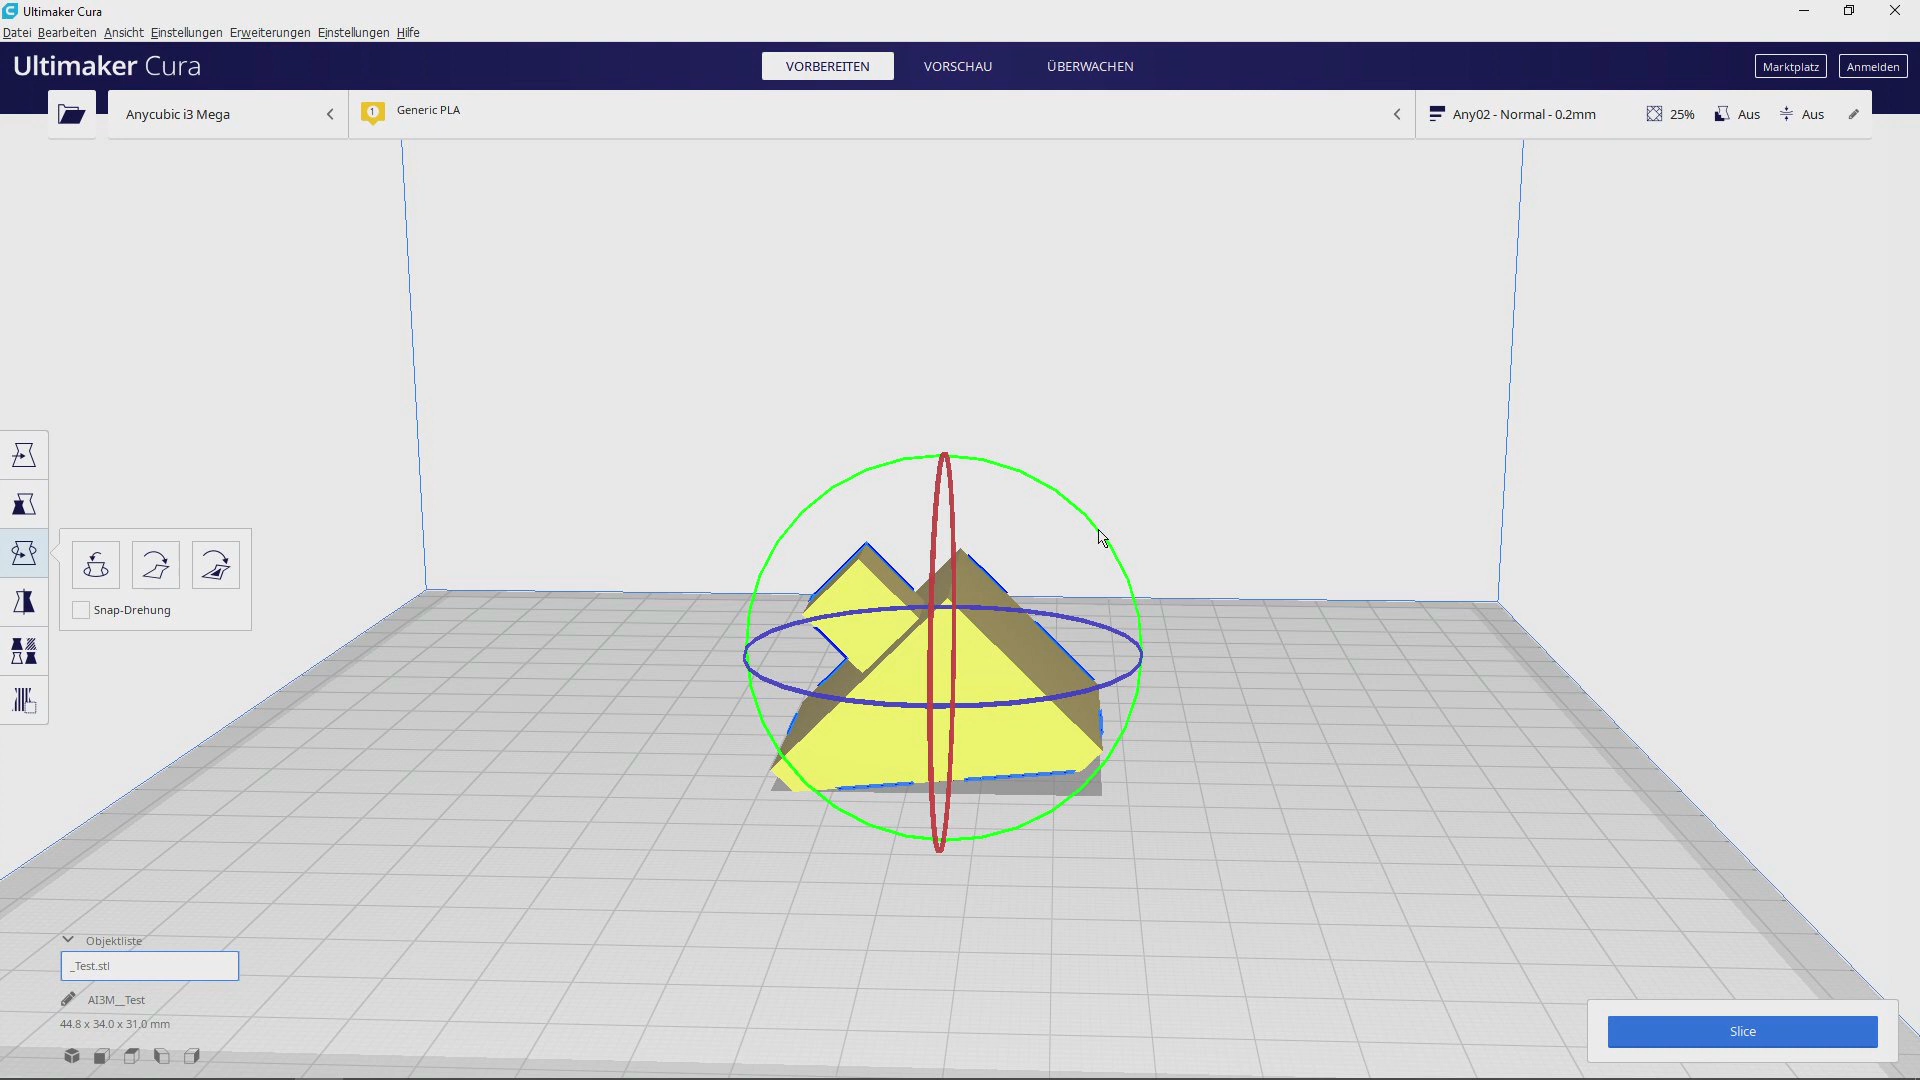 Ultimaker Cura
Datei Bearbeiten Ansicht Einstellungen Erweiterungen Einstellungen Hilfe
Ultimaker Cura
VORBEREITEN VORSCHAU ÜBERWACHEN
Marktplatz Anmelden
Anycubic i3 Mega
1 Generic PLA
Any02 - Normal - 0.2mm 25% Aus Aus
Snap-Drehung
Objektliste
_Test.stl
AI3M__Test
44.8 x 34.0 x 31.0 mm
Slice